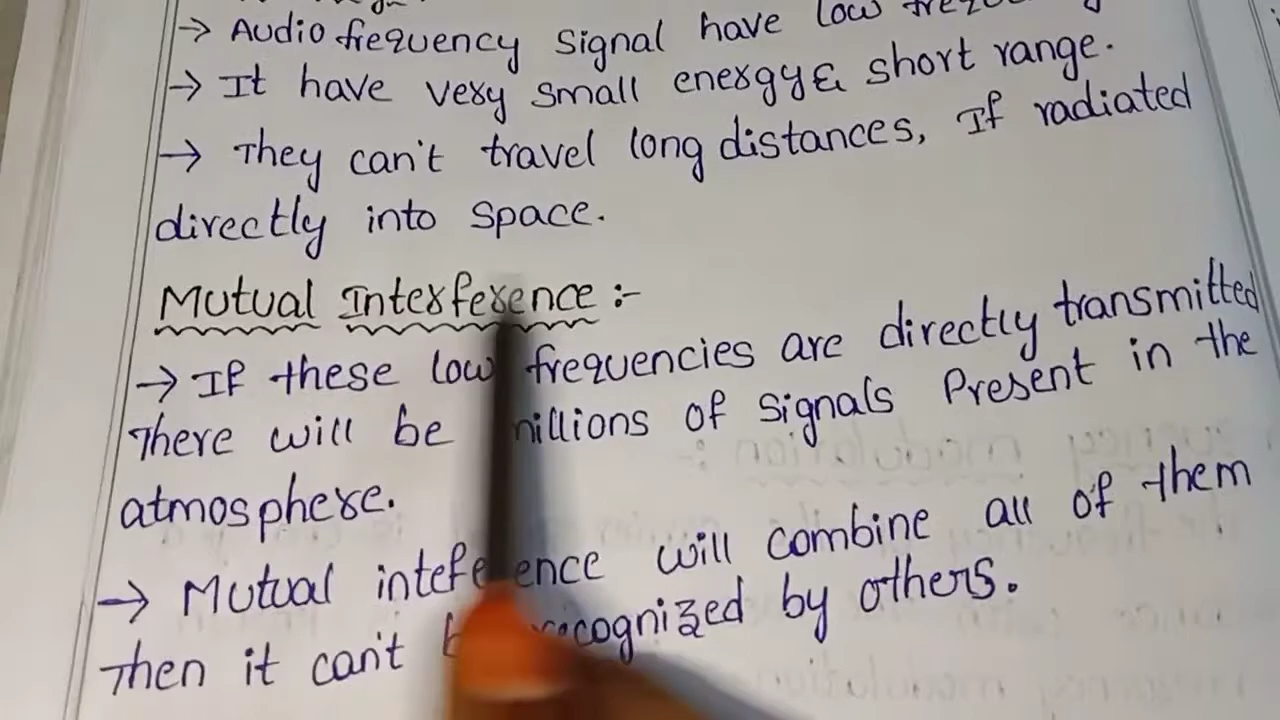 → Audio frequency signal have low
→ It have very small energy & short range.
→ They can't travel long distances, If radiated
directly into space.
Mutual Interference :-
→ If these low frequencies are directly transmitted
There will be millions of signals Present in the
atmosphere.
→ Mutual will combine all of them
Then it can't recognized by others.